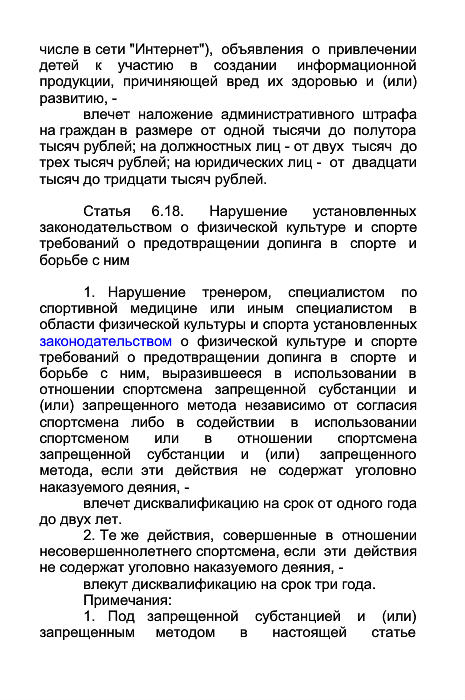 числе в сети "Интернет"), объявления о привлечении
детей к участию в создании информационной
продукции, причиняющей вред их здоровью и (или)
развитию, -
влечет наложение административного штрафа
на граждан в размере от одной тысячи до полутора
тысяч рублей; на должностных лиц - от двух тысяч до
трех тысяч рублей; на юридических лиц - от двадцати
тысяч до тридцати тысяч рублей.
Статья 6.18. Нарушение установленных
законодательством о физической культуре и спорте
требований о предотвращении допинга в спорте и
борьбе с ним
1. Нарушение тренером, специалистом по
спортивной медицине или иным специалистом в
области физической культуры и спорта установленных
законодательством о физической культуре и спорте
требований о предотвращении допинга в спорте и
борьбе с ним, выразившееся в использовании в
отношении спортсмена запрещенной субстанции и
(или) запрещенного метода независимо от согласия
спортсмена либо в содействии в использовании
спортсменом или в отношении спортсмена
запрещенной субстанции и (или) запрещенного
метода, если эти действия не содержат уголовно
наказуемого деяния, -
влечет дисквалификацию на срок от одного года
до двух лет.
2. Те же действия, совершенные в отношении
несовершеннолетнего спортсмена, если эти действия
не содержат уголовно наказуемого деяния, -
влекут дисквалификацию на срок три года.
Примечания:
1. Под запрещенной субстанцией и (или)
запрещенным методом в настоящей статье